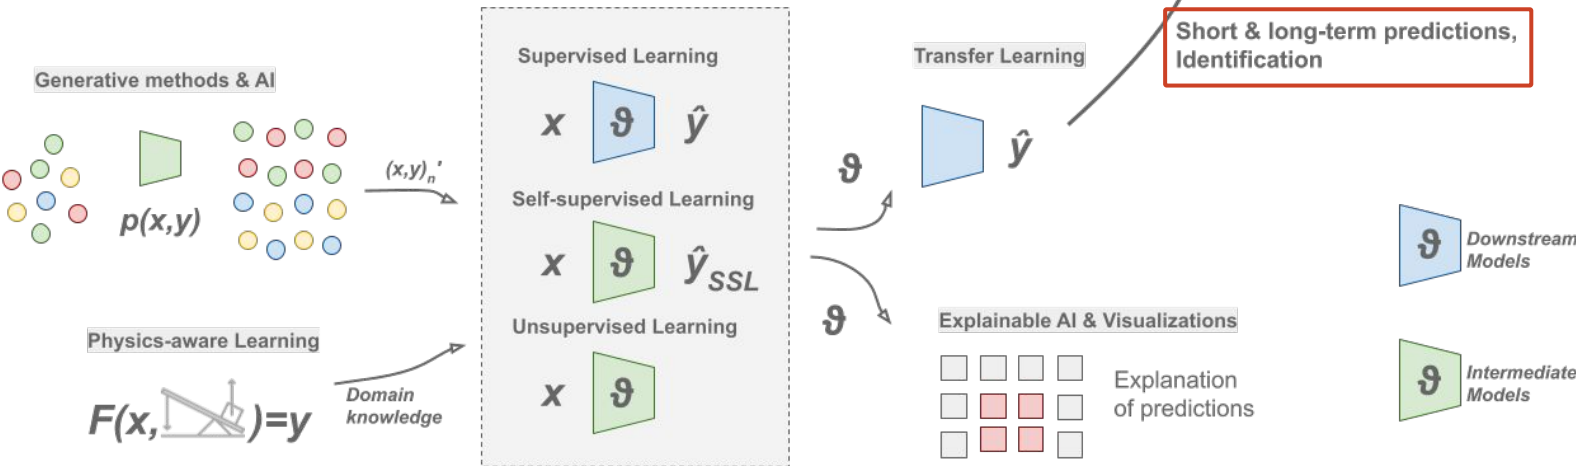 Generative methods & AI
p(x,y)
(x,y)n'
Physics-aware Learning
F(x, )=y
Domain
knowledge
Supervised Learning
x ϑ ŷ
Self-supervised Learning
x ϑ ŷSSL
Unsupervised Learning
x ϑ
ϑ
ϑ
Transfer Learning
ŷ
Short & long-term predictions,
Identification
Explainable AI & Visualizations
Explanation
of predictions
ϑ
Downstream
Models
ϑ
Intermediate
Models